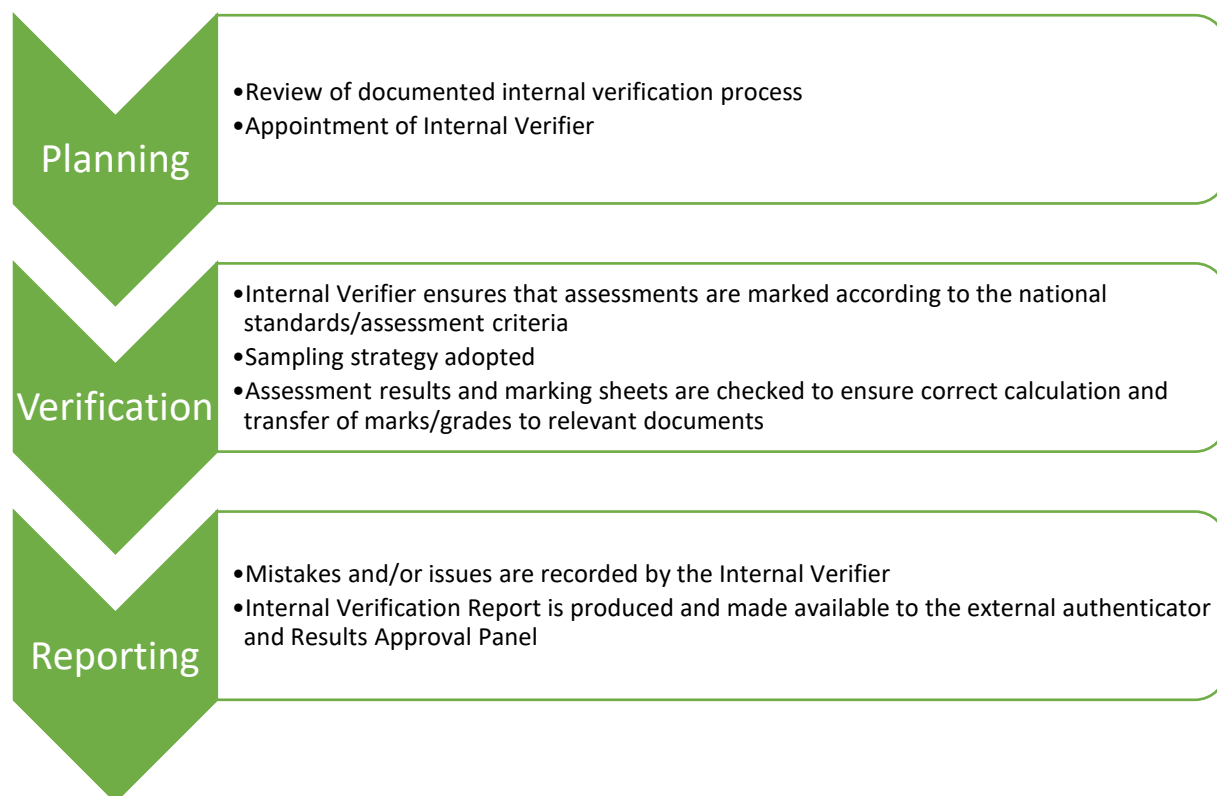 Planning
•Review of documented internal verification process
•Appointment of Internal Verifier
Verification
•Internal Verifier ensures that assessments are marked according to the national
standards/assessment criteria
•Sampling strategy adopted
•Assessment results and marking sheets are checked to ensure correct calculation and
transfer of marks/grades to relevant documents
Reporting
•Mistakes and/or issues are recorded by the Internal Verifier
•Internal Verification Report is produced and made available to the external authenticator
and Results Approval Panel